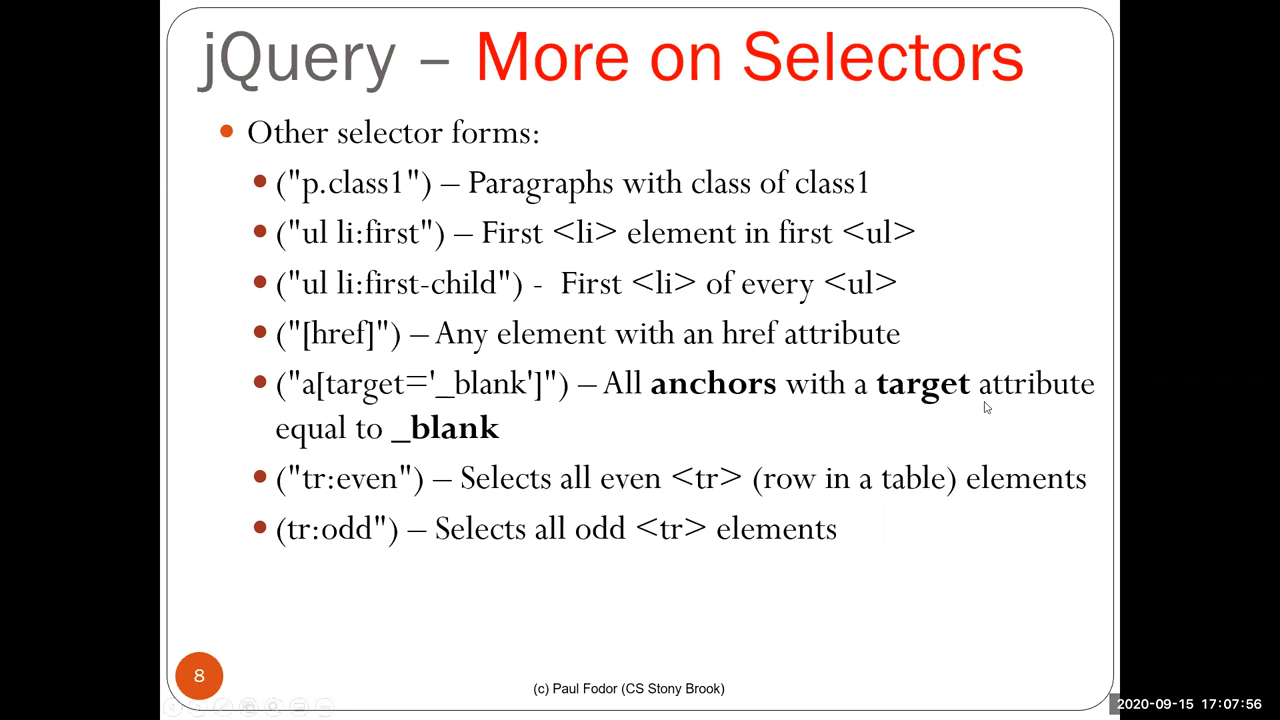 jQuery – More on Selectors
Other selector forms:
("p.class1") – Paragraphs with class of class1
("ul li:first") – First <li> element in first <ul>
("ul li:first-child") - First <li> of every <ul>
("[href]") – Any element with an href attribute
("a[target='_blank']") – All anchors with a target attribute
equal to _blank
("tr:even") – Selects all even <tr> (row in a table) elements
(tr:odd") – Selects all odd <tr> elements
8
(c) Paul Fodor (CS Stony Brook)
2020-09-15 17:07:56